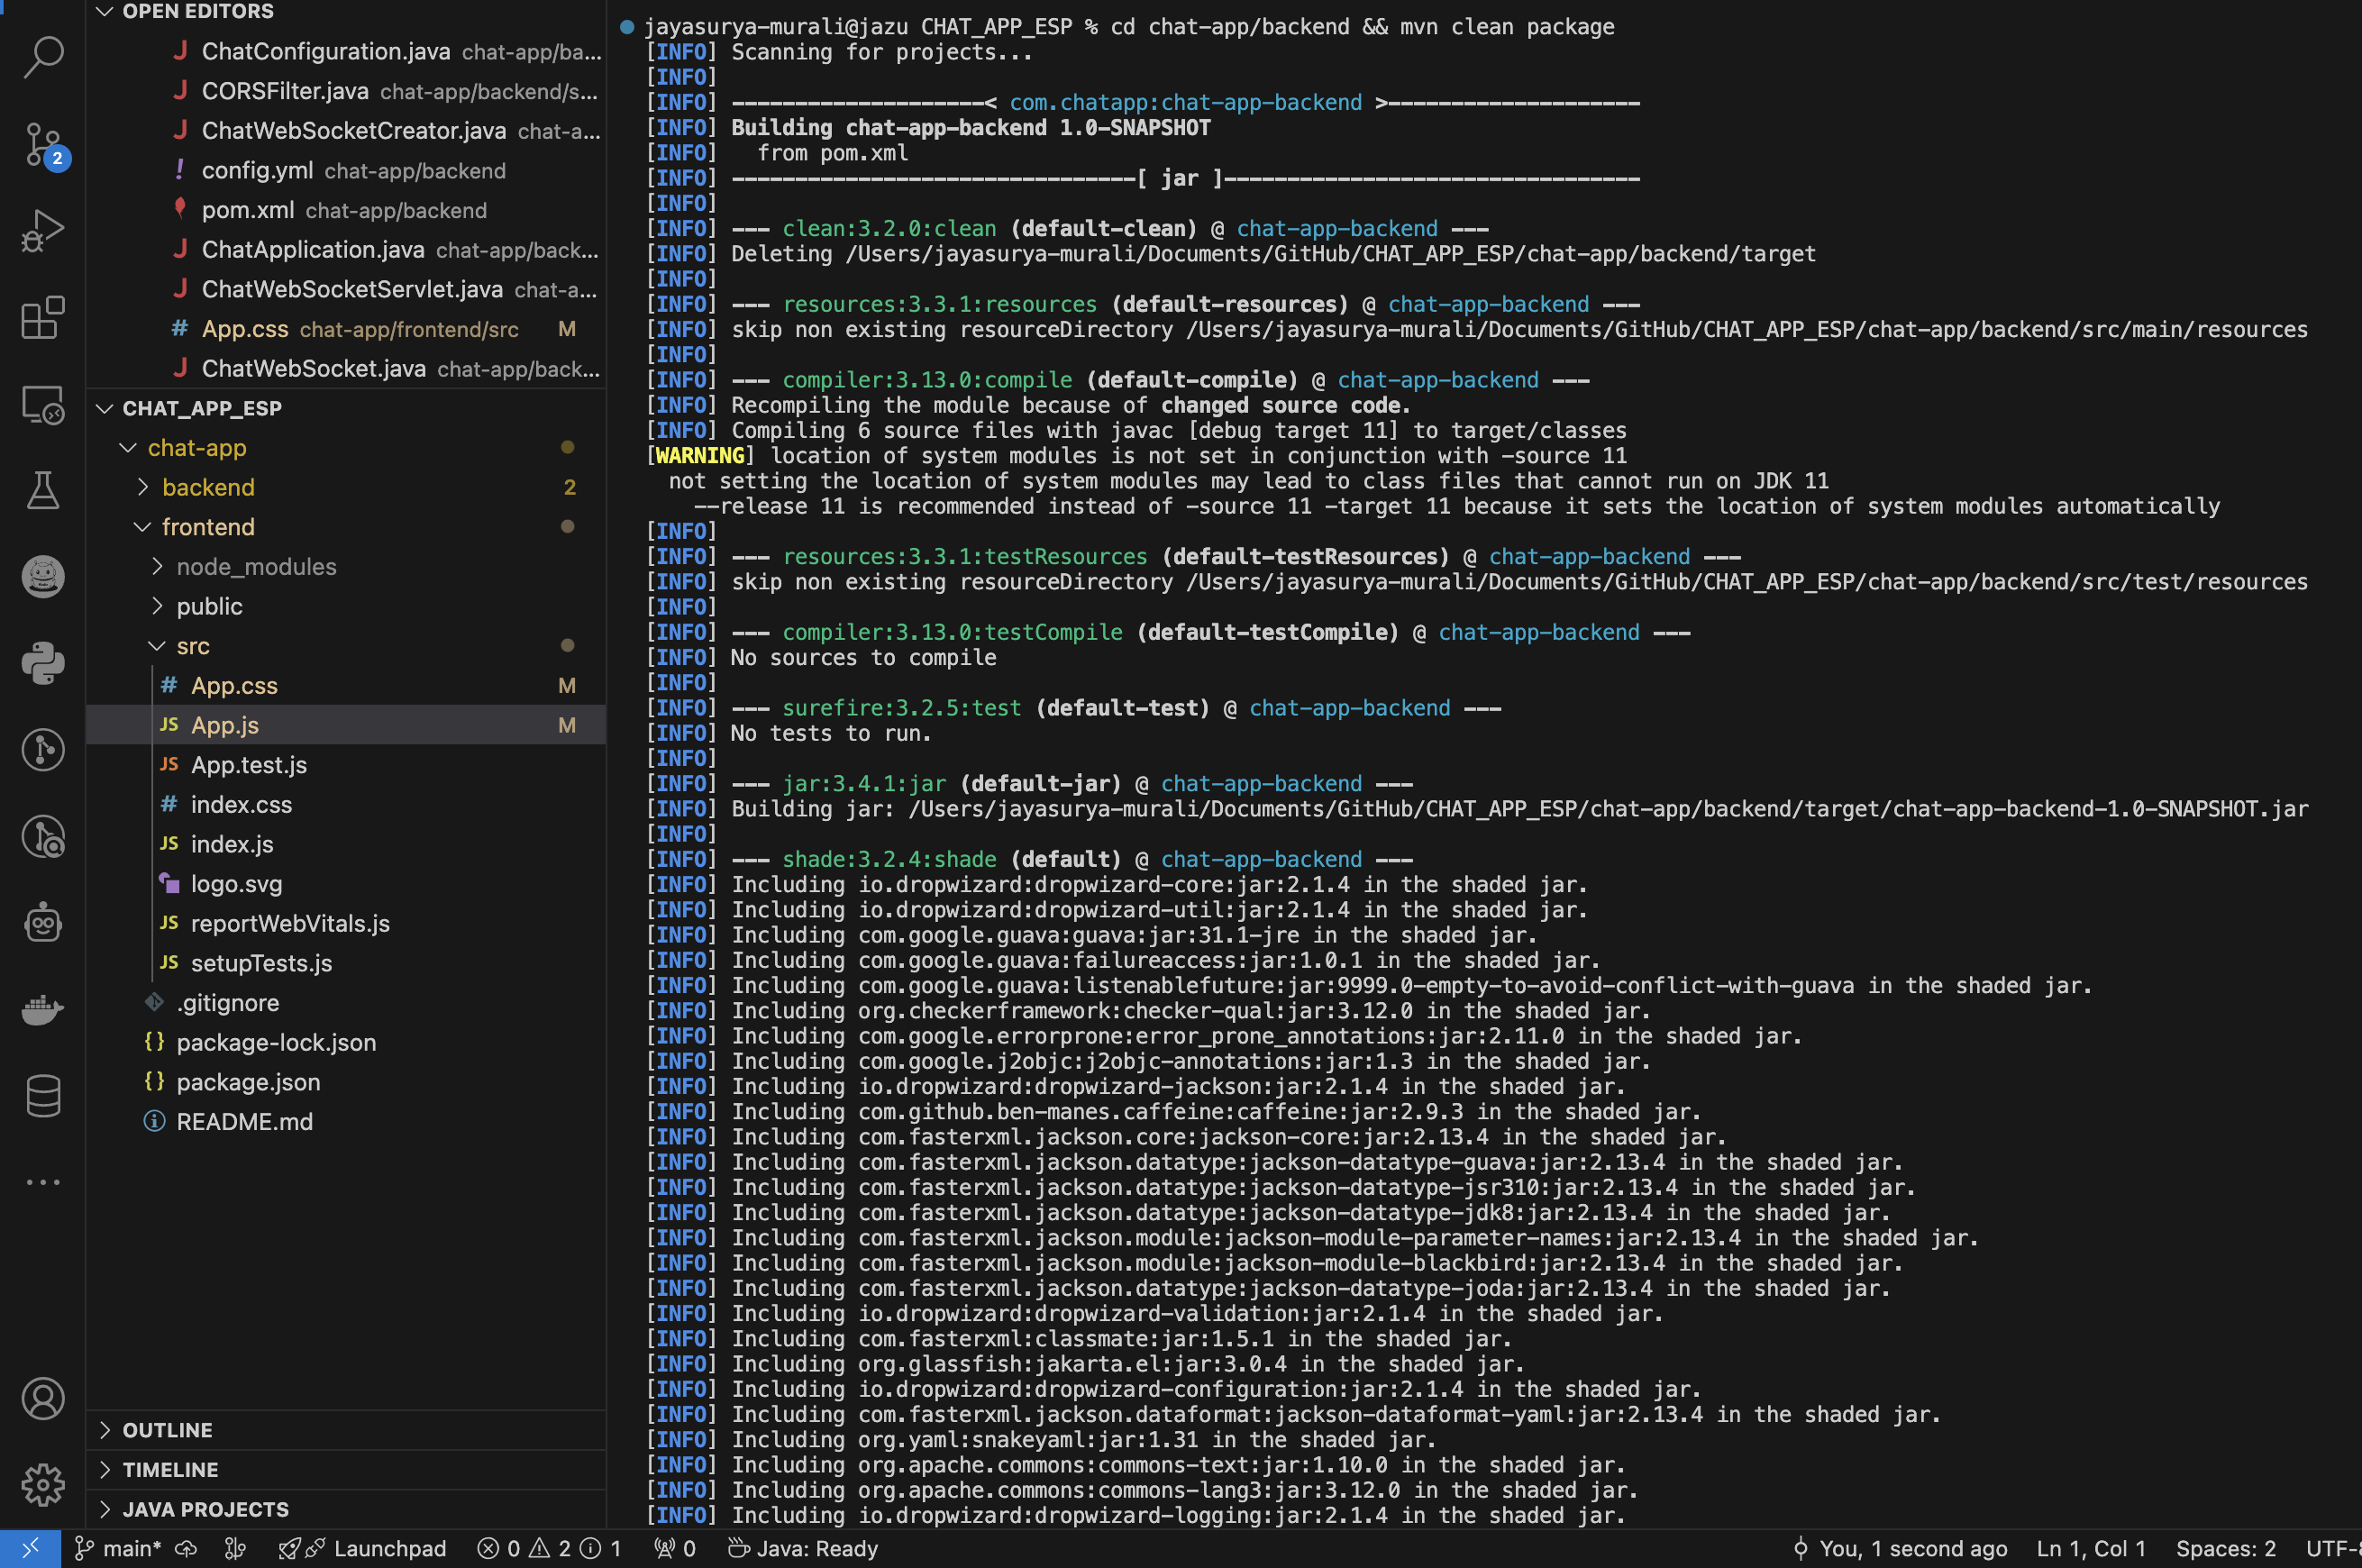 OPEN EDITORS
ChatConfiguration.java chat-app/ba...
CORSFilter.java chat-app/backend/s...
ChatWebSocketCreator.java chat-a...
! config.yml chat-app/backend
pom.xml chat-app/backend
ChatApplication.java chat-app/back...
ChatWebSocketServlet.java chat-a...
# App.css chat-app/frontend/src M
ChatWebSocket.java chat-app/back...
CHAT_APP_ESP
chat-app
backend 2
frontend
node_modules
public
src
# App.css M
JS App.js M
JS App.test.js
# index.css
JS index.js
logo.svg
JS reportWebVitals.js
JS setupTests.js
.gitignore
{} package-lock.json
{} package.json
README.md
OUTLINE
TIMELINE
JAVA PROJECTS
2
jayasurya-murali@jazu CHAT_APP_ESP % cd chat-app/backend && mvn clean package
[INFO] Scanning for projects...
[INFO]
[INFO] --------------------< com.chatapp:chat-app-backend >--------------------
[INFO] Building chat-app-backend 1.0-SNAPSHOT
[INFO]   from pom.xml
[INFO] --------------------------------[ jar ]---------------------------------
[INFO]
[INFO] --- clean:3.2.0:clean (default-clean) @ chat-app-backend ---
[INFO] Deleting /Users/jayasurya-murali/Documents/GitHub/CHAT_APP_ESP/chat-app/backend/target
[INFO]
[INFO] --- resources:3.3.1:resources (default-resources) @ chat-app-backend ---
[INFO] skip non existing resourceDirectory /Users/jayasurya-murali/Documents/GitHub/CHAT_APP_ESP/chat-app/backend/src/main/resources
[INFO]
[INFO] --- compiler:3.13.0:compile (default-compile) @ chat-app-backend ---
[INFO] Recompiling the module because of changed source code.
[INFO] Compiling 6 source files with javac [debug target 11] to target/classes
[WARNING] location of system modules is not set in conjunction with -source 11
  not setting the location of system modules may lead to class files that cannot run on JDK 11
    --release 11 is recommended instead of -source 11 -target 11 because it sets the location of system modules automatically
[INFO]
[INFO] --- resources:3.3.1:testResources (default-testResources) @ chat-app-backend ---
[INFO] skip non existing resourceDirectory /Users/jayasurya-murali/Documents/GitHub/CHAT_APP_ESP/chat-app/backend/src/test/resources
[INFO]
[INFO] --- compiler:3.13.0:testCompile (default-testCompile) @ chat-app-backend ---
[INFO] No sources to compile
[INFO]
[INFO] --- surefire:3.2.5:test (default-test) @ chat-app-backend ---
[INFO] No tests to run.
[INFO]
[INFO] --- jar:3.4.1:jar (default-jar) @ chat-app-backend ---
[INFO] Building jar: /Users/jayasurya-murali/Documents/GitHub/CHAT_APP_ESP/chat-app/backend/target/chat-app-backend-1.0-SNAPSHOT.jar
[INFO]
[INFO] --- shade:3.2.4:shade (default) @ chat-app-backend ---
[INFO] Including io.dropwizard:dropwizard-core:jar:2.1.4 in the shaded jar.
[INFO] Including io.dropwizard:dropwizard-util:jar:2.1.4 in the shaded jar.
[INFO] Including com.google.guava:guava:jar:31.1-jre in the shaded jar.
[INFO] Including com.google.guava:failureaccess:jar:1.0.1 in the shaded jar.
[INFO] Including com.google.guava:listenablefuture:jar:9999.0-empty-to-avoid-conflict-with-guava in the shaded jar.
[INFO] Including org.checkerframework:checker-qual:jar:3.12.0 in the shaded jar.
[INFO] Including com.google.errorprone:error_prone_annotations:jar:2.11.0 in the shaded jar.
[INFO] Including com.google.j2objc:j2objc-annotations:jar:1.3 in the shaded jar.
[INFO] Including io.dropwizard:dropwizard-jackson:jar:2.1.4 in the shaded jar.
[INFO] Including com.github.ben-manes.caffeine:caffeine:jar:2.9.3 in the shaded jar.
[INFO] Including com.fasterxml.jackson.core:jackson-core:jar:2.13.4 in the shaded jar.
[INFO] Including com.fasterxml.jackson.datatype:jackson-datatype-guava:jar:2.13.4 in the shaded jar.
[INFO] Including com.fasterxml.jackson.datatype:jackson-datatype-jsr310:jar:2.13.4 in the shaded jar.
[INFO] Including com.fasterxml.jackson.datatype:jackson-datatype-jdk8:jar:2.13.4 in the shaded jar.
[INFO] Including com.fasterxml.jackson.module:jackson-module-parameter-names:jar:2.13.4 in the shaded jar.
[INFO] Including com.fasterxml.jackson.module:jackson-module-blackbird:jar:2.13.4 in the shaded jar.
[INFO] Including com.fasterxml.jackson.datatype:jackson-datatype-joda:jar:2.13.4 in the shaded jar.
[INFO] Including io.dropwizard:dropwizard-validation:jar:2.1.4 in the shaded jar.
[INFO] Including com.fasterxml:classmate:jar:1.5.1 in the shaded jar.
[INFO] Including org.glassfish:jakarta.el:jar:3.0.4 in the shaded jar.
[INFO] Including io.dropwizard:dropwizard-configuration:jar:2.1.4 in the shaded jar.
[INFO] Including com.fasterxml.jackson.dataformat:jackson-dataformat-yaml:jar:2.13.4 in the shaded jar.
[INFO] Including org.yaml:snakeyaml:jar:1.31 in the shaded jar.
[INFO] Including org.apache.commons:commons-text:jar:1.10.0 in the shaded jar.
[INFO] Including org.apache.commons:commons-lang3:jar:3.12.0 in the shaded jar.
[INFO] Including io.dropwizard:dropwizard-logging:jar:2.1.4 in the shaded jar.
main* Launchpad 0 2 1 0 Java: Ready You, 1 second ago Ln 1, Col 1 Spaces: 2 UTF-8